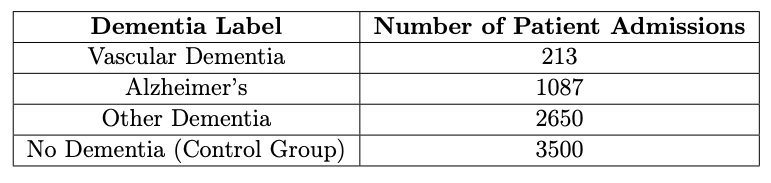 Dementia Label Number of Patient Admissions
Vascular Dementia 213
Alzheimer's 1087
Other Dementia 2650
No Dementia (Control Group) 3500